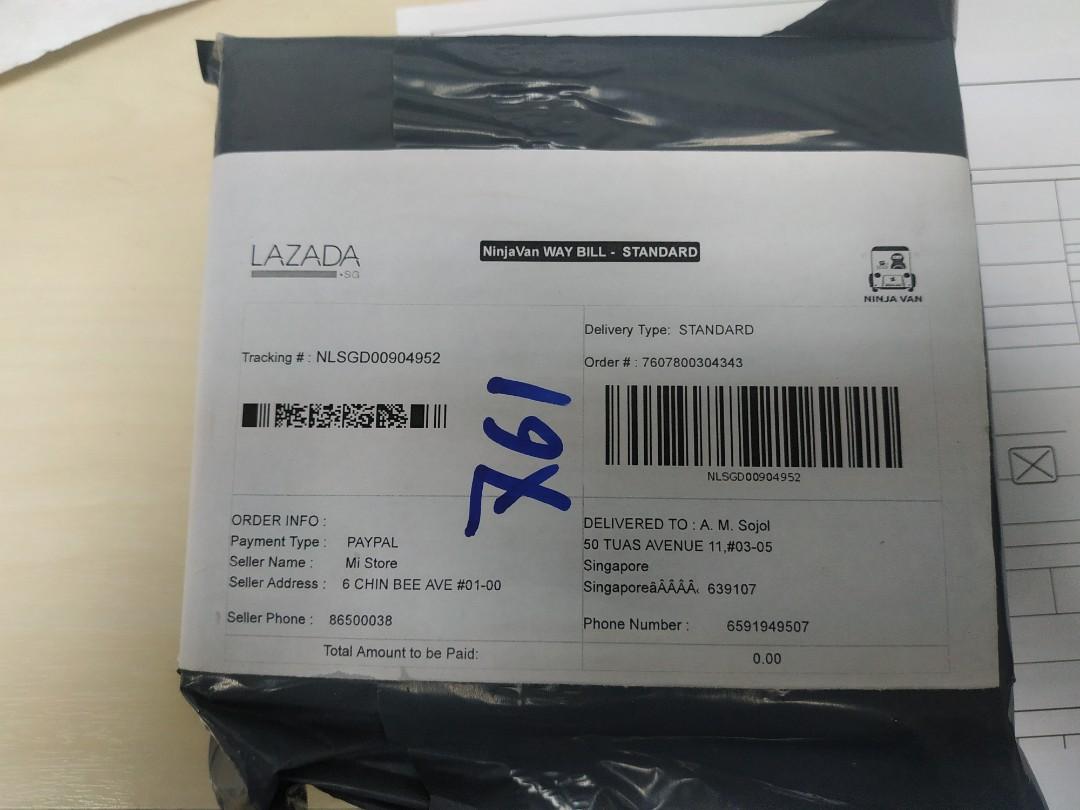 LAZADA
.SG
NinjaVan WAY BILL - STANDARD
NINJA VAN
Tracking # : NLSGD00904952
Delivery Type: STANDARD
Order # : 7607800304343
NLSGD00904952
ORDER INFO :
Payment Type : PAYPAL
Seller Name : Mi Store
Seller Address : 6 CHIN BEE AVE #01-00
Seller Phone : 86500038
DELIVERED TO : A. M. Sojol
50 TUAS AVENUE 11,#03-05
Singapore
SingaporeâÂÂÂÂ‹ 639107
Phone Number : 6591949507
Total Amount to be Paid: 0.00